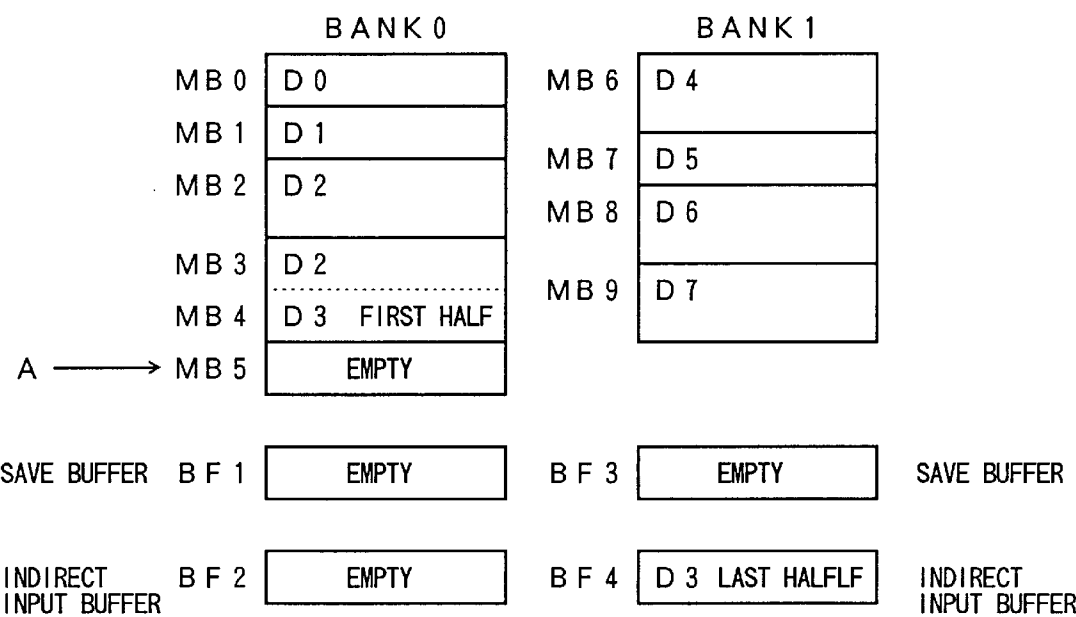 BANK0 BANK1
MB0 D0 MB6 D4
MB1 D1
MB7 D5
MB2 D2
MB8 D6
MB3 D2
MB9 D7
MB4 D3 FIRST HALF
A MB5 EMPTY
SAVE BUFFER BF1 EMPTY BF3 EMPTY SAVE BUFFER
INDIRECT BF2 EMPTY BF4 D3 LAST HALFLF INDIRECT
INPUT BUFFER INPUT BUFFER